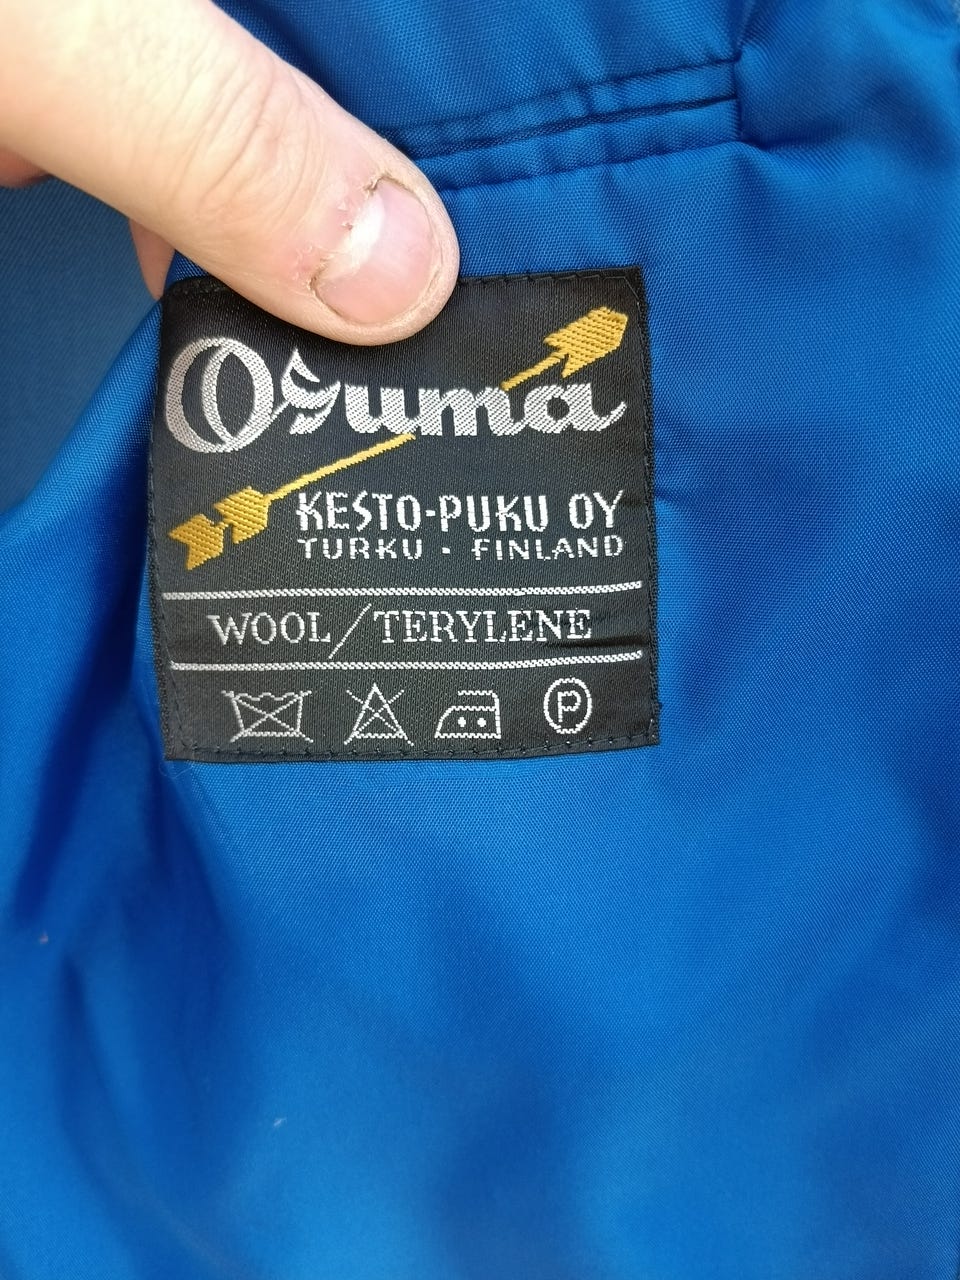 Osuma
KESTO-PUKU OY
TURKU · FINLAND
WOOL/TERYLENE
P